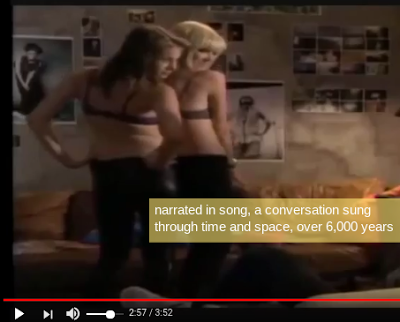 narrated in song, a conversation sung
through time and space, over 6,000 years
2:57 / 3:52